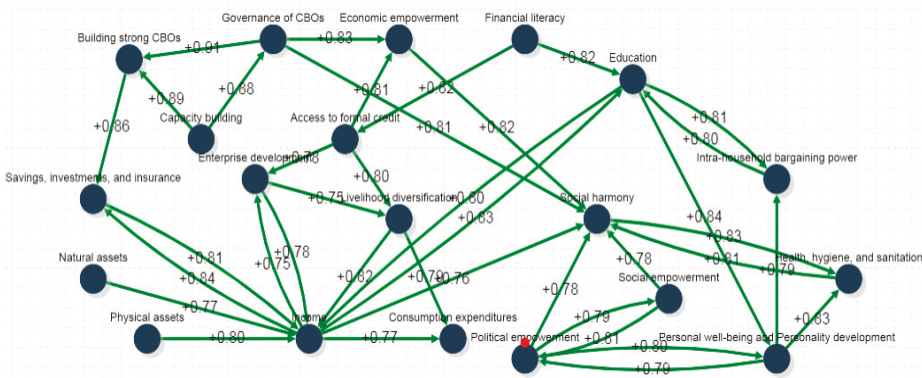 Governance of CBOs
Economic empowerment
Financial literacy
Building strong CBOs
+0.91
+0.83
+0.82
Education
+0.89
+0.88
+0.81
+0.82
+0.86
Capacity building
Access to formal credit
+0.81
+0.82
+0.81
+0.80
Enterprise development
+0.78
+0.80
Intra-household bargaining power
Savings, investments, and insurance
+0.75
Livelihood diversification
+0.80
+0.83
Social harmony
+0.84
+0.83
+0.81
+0.84
+0.78
+0.75
+0.82
+0.79
+0.76
+0.78
+0.81
+0.79
Natural assets
Health, hygiene, and sanitation
+0.77
Social empowerment
+0.78
+0.83
Physical assets
Income
Consumption expenditures
+0.79
+0.81
+0.80
+0.77
Political empowerment
Personal well-being and Personality development
+0.80
+0.79